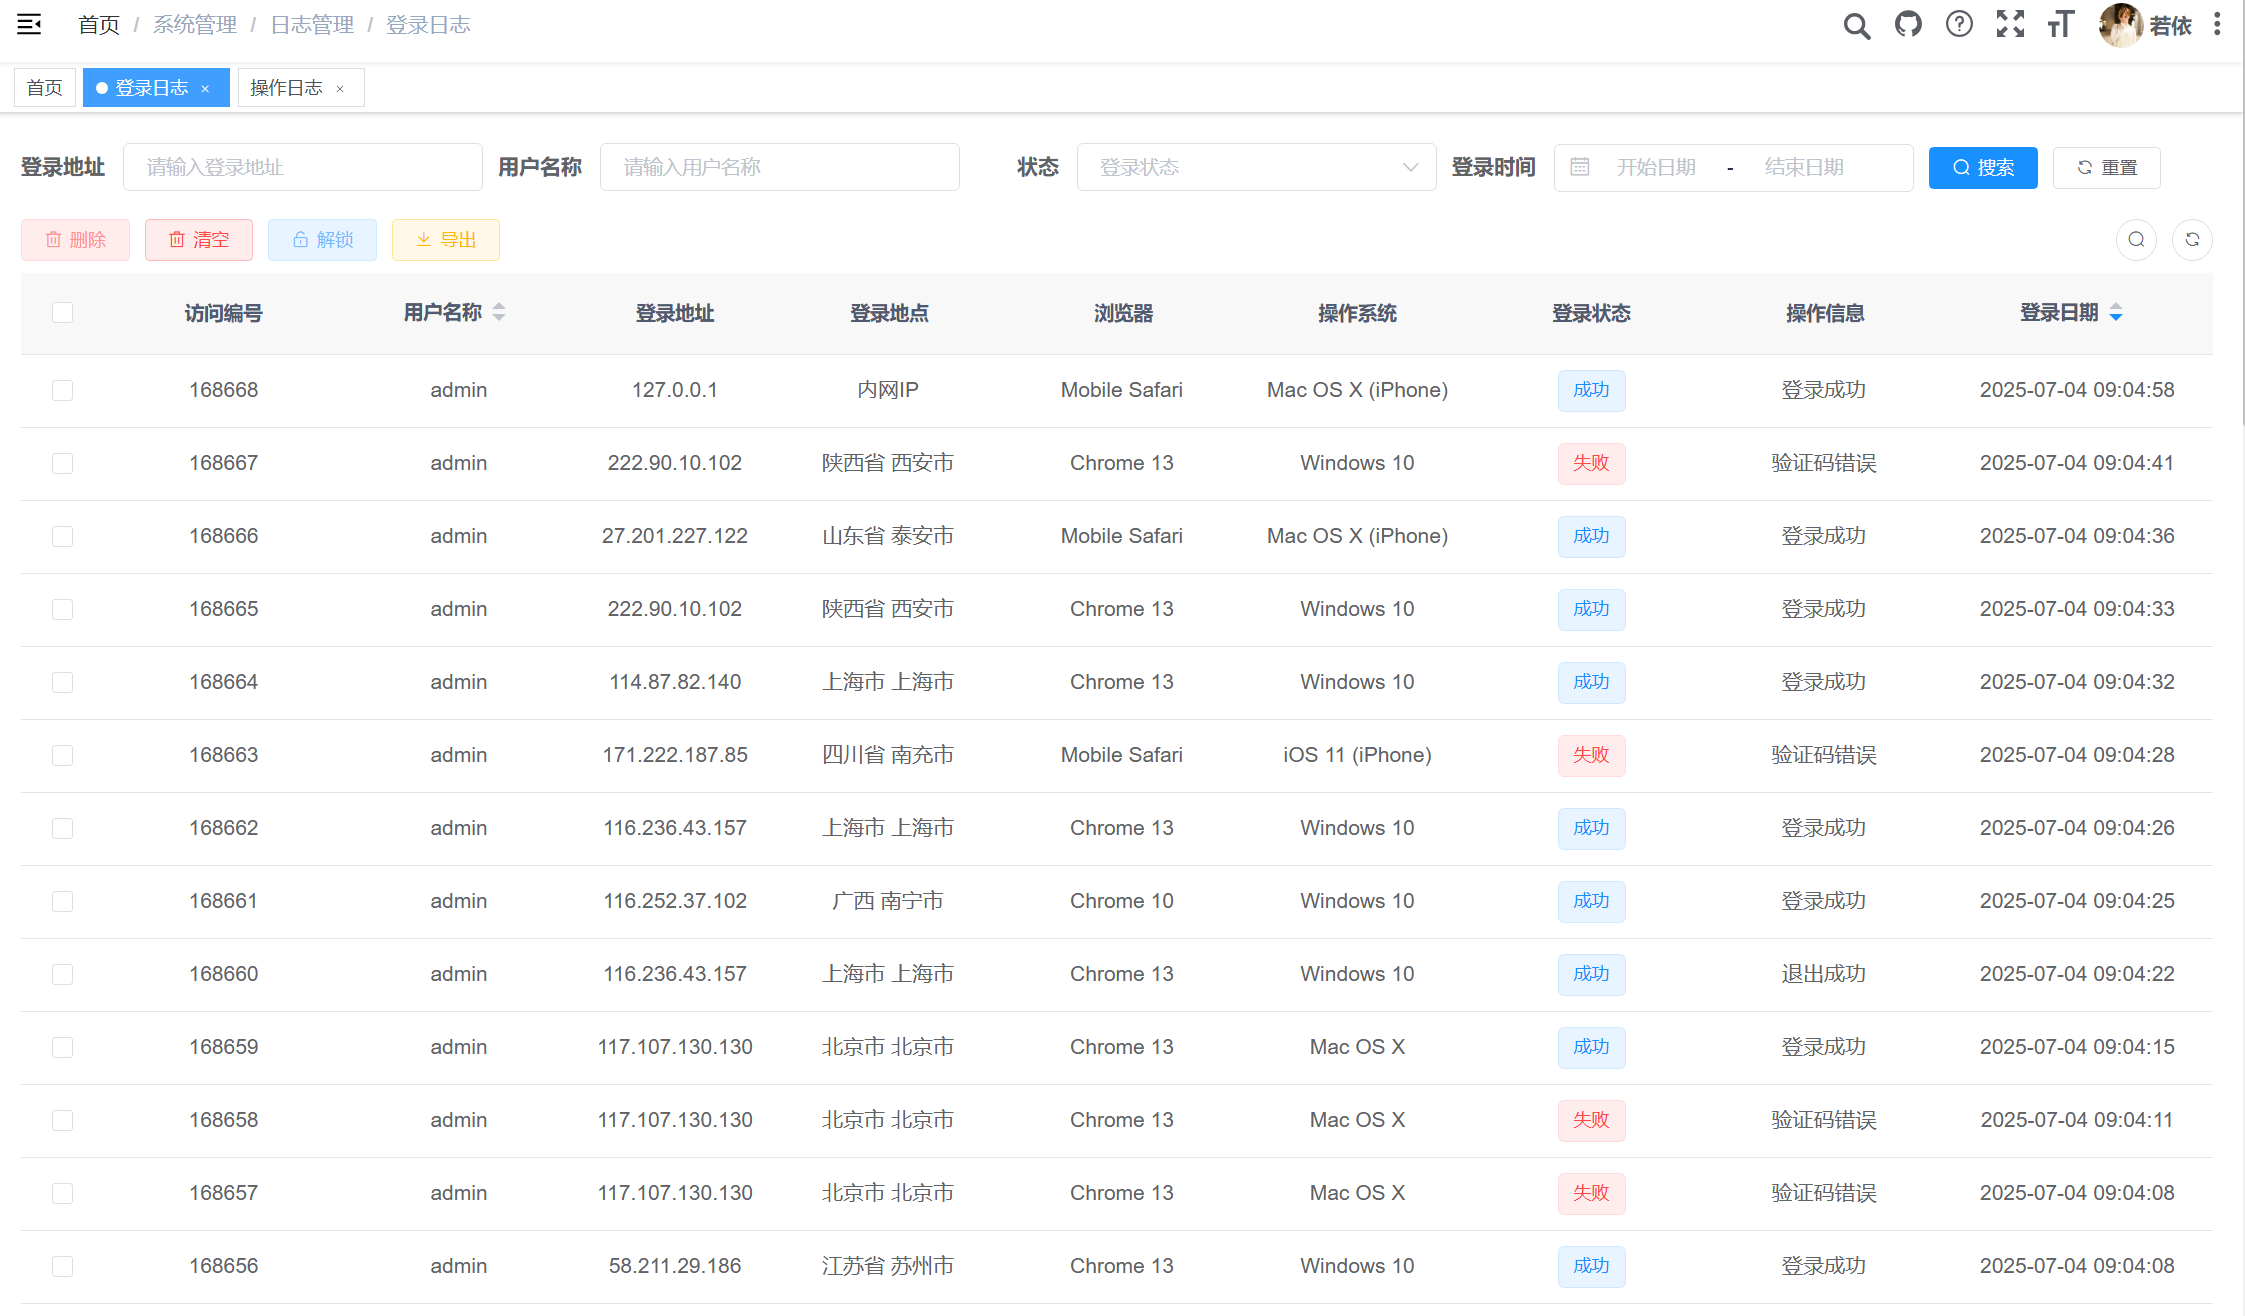 首页 / 系统管理 / 日志管理 / 登录日志 若依
首页 登录日志 × 操作日志 ×
登录地址 请输入登录地址 用户名称 请输入用户名称 状态 登录状态 登录时间 开始日期 - 结束日期 搜索 重置
删除 清空 解锁 导出
访问编号 用户名称 登录地址 登录地点 浏览器 操作系统 登录状态 操作信息 登录日期
168668 admin 127.0.0.1 内网IP Mobile Safari Mac OS X (iPhone) 成功 登录成功 2025-07-04 09:04:58
168667 admin 222.90.10.102 陕西省 西安市 Chrome 13 Windows 10 失败 验证码错误 2025-07-04 09:04:41
168666 admin 27.201.227.122 山东省 泰安市 Mobile Safari Mac OS X (iPhone) 成功 登录成功 2025-07-04 09:04:36
168665 admin 222.90.10.102 陕西省 西安市 Chrome 13 Windows 10 成功 登录成功 2025-07-04 09:04:33
168664 admin 114.87.82.140 上海市 上海市 Chrome 13 Windows 10 成功 登录成功 2025-07-04 09:04:32
168663 admin 171.222.187.85 四川省 南充市 Mobile Safari iOS 11 (iPhone) 失败 验证码错误 2025-07-04 09:04:28
168662 admin 116.236.43.157 上海市 上海市 Chrome 13 Windows 10 成功 登录成功 2025-07-04 09:04:26
168661 admin 116.252.37.102 广西 南宁市 Chrome 10 Windows 10 成功 登录成功 2025-07-04 09:04:25
168660 admin 116.236.43.157 上海市 上海市 Chrome 13 Windows 10 成功 退出成功 2025-07-04 09:04:22
168659 admin 117.107.130.130 北京市 北京市 Chrome 13 Mac OS X 成功 登录成功 2025-07-04 09:04:15
168658 admin 117.107.130.130 北京市 北京市 Chrome 13 Mac OS X 失败 验证码错误 2025-07-04 09:04:11
168657 admin 117.107.130.130 北京市 北京市 Chrome 13 Mac OS X 失败 验证码错误 2025-07-04 09:04:08
168656 admin 58.211.29.186 江苏省 苏州市 Chrome 13 Windows 10 成功 登录成功 2025-07-04 09:04:08